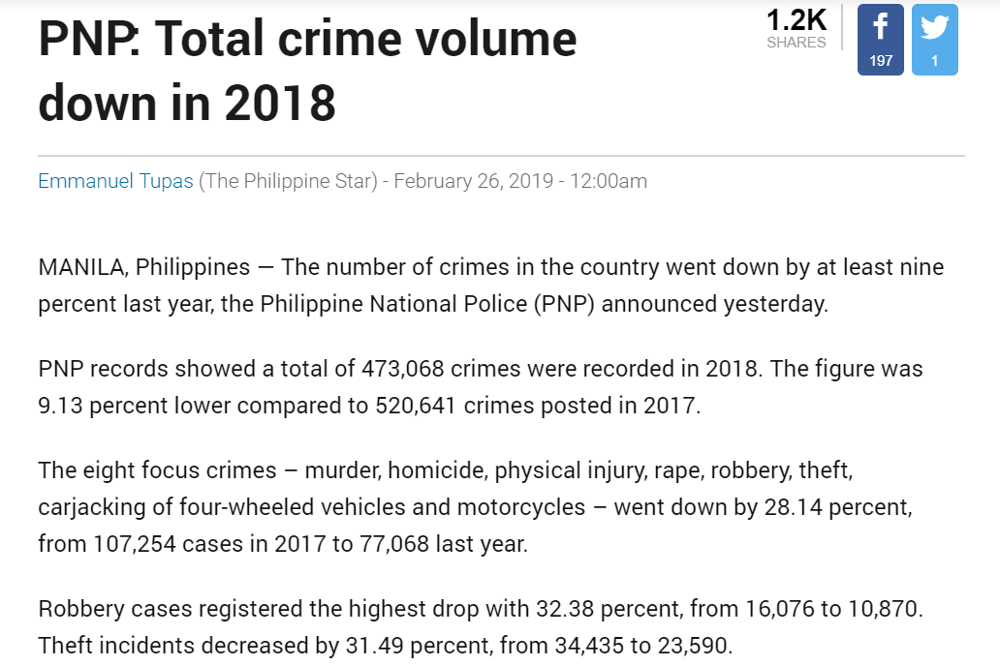 PNP: Total crime volume
down in 2018
1.2K
SHARES
f
197
1
Emmanuel Tupas (The Philippine Star) - February 26, 2019 - 12:00am
MANILA, Philippines — The number of crimes in the country went down by at least nine
percent last year, the Philippine National Police (PNP) announced yesterday.
PNP records showed a total of 473,068 crimes were recorded in 2018. The figure was
9.13 percent lower compared to 520,641 crimes posted in 2017.
The eight focus crimes – murder, homicide, physical injury, rape, robbery, theft,
carjacking of four-wheeled vehicles and motorcycles – went down by 28.14 percent,
from 107,254 cases in 2017 to 77,068 last year.
Robbery cases registered the highest drop with 32.38 percent, from 16,076 to 10,870.
Theft incidents decreased by 31.49 percent, from 34,435 to 23,590.